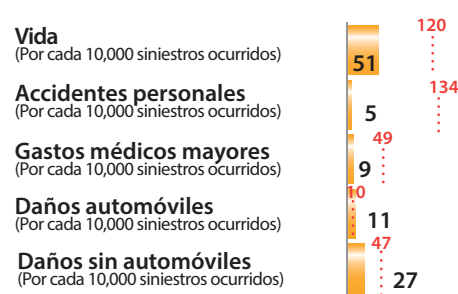 120
Vida
(Por cada 10,000 siniestros ocurridos)
51
134
Accidentes personales
(Por cada 10,000 siniestros ocurridos)
5
49
Gastos médicos mayores
(Por cada 10,000 siniestros ocurridos)
9
10
Daños automóviles
(Por cada 10,000 siniestros ocurridos)
11
47
Daños sin automóviles
(Por cada 10,000 siniestros ocurridos)
27